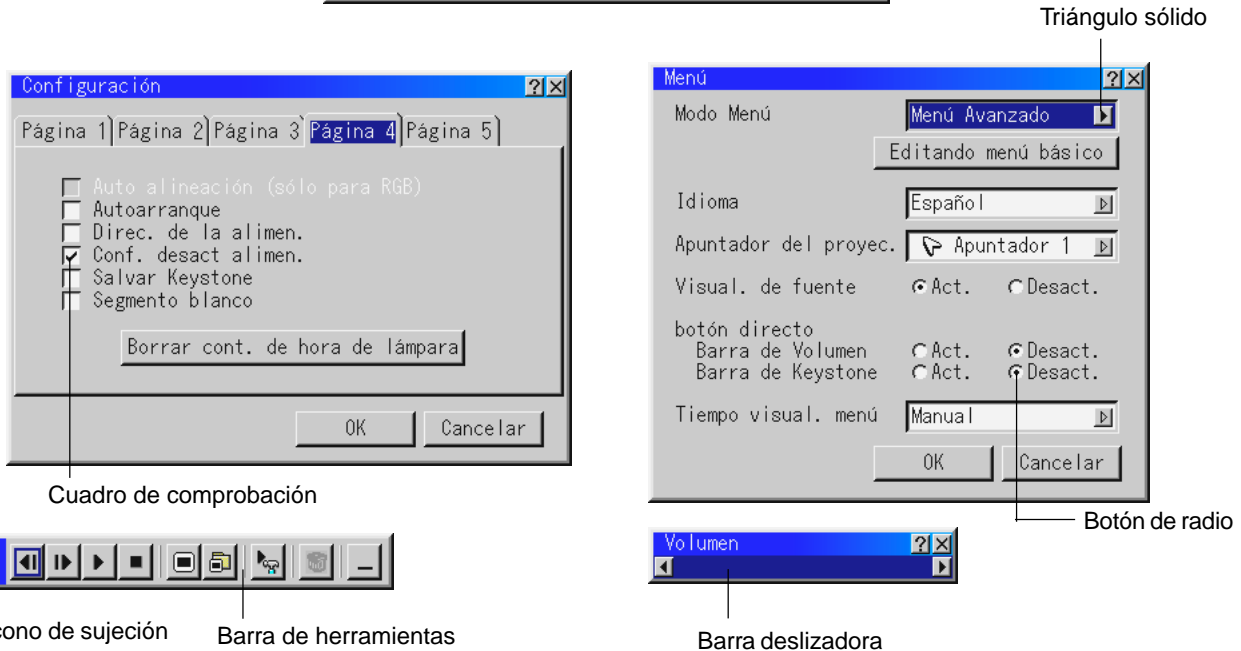 Triángulo sólido
Configuración
Página 1 Página 2 Página 3 Página 4 Página 5
Auto alineación (sólo para RGB)
Autoarranque
Direc. de la alimen.
Conf. desact alimen.
Salvar Keystone
Segmento blanco
Borrar cont. de hora de lámpara
OK Cancelar
Cuadro de comprobación
Menú
Modo Menú Menú Avanzado
Editando menú básico
Idioma Español
Apuntador del proyec. Apuntador 1
Visual. de fuente Act. Desact.
botón directo
Barra de Volumen Act. Desact.
Barra de Keystone Act. Desact.
Tiempo visual. menú Manual
OK Cancelar
Botón de radio
cono de sujeción
Barra de herramientas
Volumen
Barra deslizadora